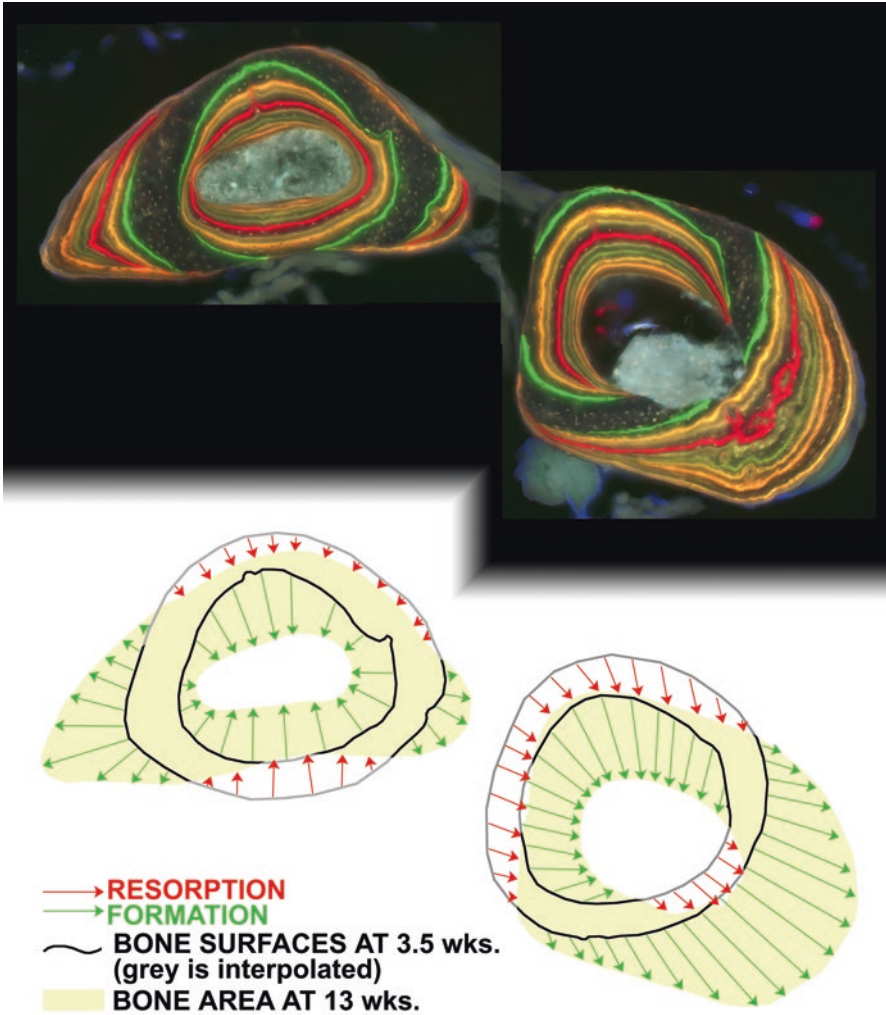 RESORPTION
FORMATION
BONE SURFACES AT 3.5 wks.
(grey is interpolated)
BONE AREA AT 13 wks.